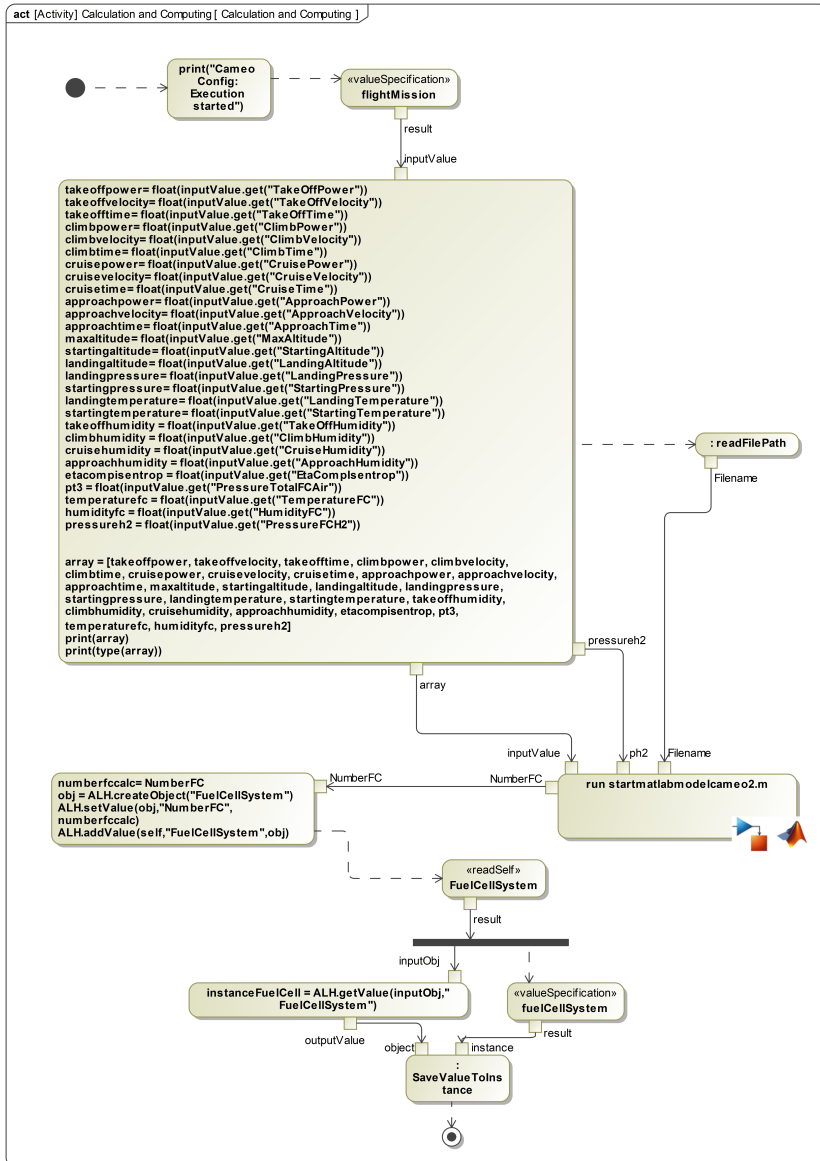 act [Activity] Calculation and Computing [ Calculation and Computing ]
print("Cameo
Config:
Execution
started")
«valueSpecification»
flightMission
result
inputValue
takeoffpower= float(inputValue.get("TakeOffPower"))
takeoffvelocity= float(inputValue.get("TakeOffVelocity"))
takeofftime= float(inputValue.get("TakeOffTime"))
climbpower= float(inputValue.get("ClimbPower"))
climbvelocity= float(inputValue.get("ClimbVelocity"))
climbtime= float(inputValue.get("ClimbTime"))
cruisepower= float(inputValue.get("CruisePower"))
cruisevelocity= float(inputValue.get("CruiseVelocity"))
cruisetime= float(inputValue.get("CruiseTime"))
approachpower= float(inputValue.get("ApproachPower"))
approachvelocity= float(inputValue.get("ApproachVelocity"))
approachtime= float(inputValue.get("ApproachTime"))
maxaltitude= float(inputValue.get("MaxAltitude"))
startingaltitude= float(inputValue.get("StartingAltitude"))
landingaltitude= float(inputValue.get("LandingAltitude"))
landingpressure= float(inputValue.get("LandingPressure"))
startingpressure= float(inputValue.get("StartingPressure"))
landingtemperature= float(inputValue.get("LandingTemperature"))
startingtemperature= float(inputValue.get("StartingTemperature"))
takeoffhumidity = float(inputValue.get("TakeOffHumidity"))
climbhumidity = float(inputValue.get("ClimbHumidity"))
cruisehumidity = float(inputValue.get("CruiseHumidity"))
approachhumidity = float(inputValue.get("ApproachHumidity"))
etacompisentrop = float(inputValue.get("EtaCompIsentrop"))
pt3 = float(inputValue.get("PressureTotalFCAir"))
temperaturefc = float(inputValue.get("TemperatureFC"))
humidityfc = float(inputValue.get("HumidityFC"))
pressureh2 = float(inputValue.get("PressureFCH2"))
array = [takeoffpower, takeoffvelocity, takeofftime, climbpower, climbvelocity,
climbtime, cruisepower, cruisevelocity, cruisetime, approachpower, approachvelocity,
approachtime, maxaltitude, startingaltitude, landingaltitude, landingpressure,
startingpressure, landingtemperature, startingtemperature, takeoffhumidity,
climbhumidity, cruisehumidity, approachhumidity, etacompisentrop, pt3,
temperaturefc, humidityfc, pressureh2]
print(array)
print(type(array))
: readFilePath
Filename
pressureh2
array
inputValue
ph2
Filename
run startmatlabmodelcameo2.m
NumberFC
NumberFC
numberfccalc= NumberFC
obj = ALH.createObject("FuelCellSystem")
ALH.setValue(obj,"NumberFC",
numberfccalc)
ALH.addValue(self,"FuelCellSystem",obj)
«readSelf»
FuelCellSystem
result
inputObj
instanceFuelCell = ALH.getValue(inputObj,"
FuelCellSystem")
«valueSpecification»
fuelCellSystem
result
outputValue
object
instance
:
SaveValueToIns
tance